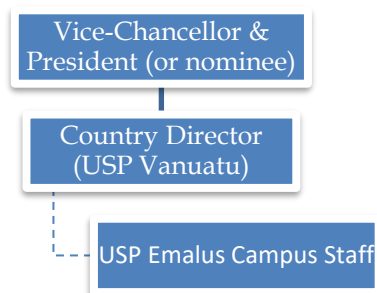 Vice-Chancellor &
President (or nominee)
Country Director
(USP Vanuatu)
USP Emalus Campus Staff